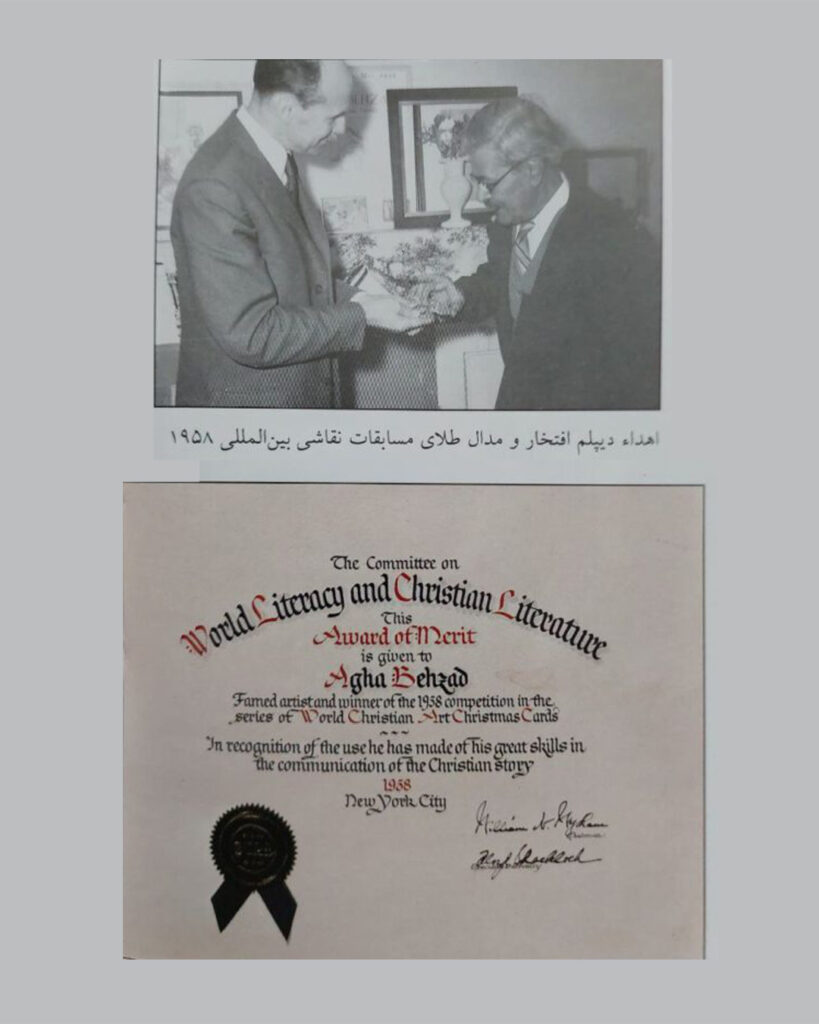 اهداء دیپلم افتخار و مدال طلای مسابقات نقاشی بین‌المللی ۱۹۵۸
The Committee on
World Literacy and Christian Literature
This
Award of Merit
is given to
Agha Behzad
Famed artist and winner of the 1958 competition in the
series of World Christian Art Christmas Cards
~~~
In recognition of the use he has made of his great skills in
the communication of the Christian story
1958
New York City
William